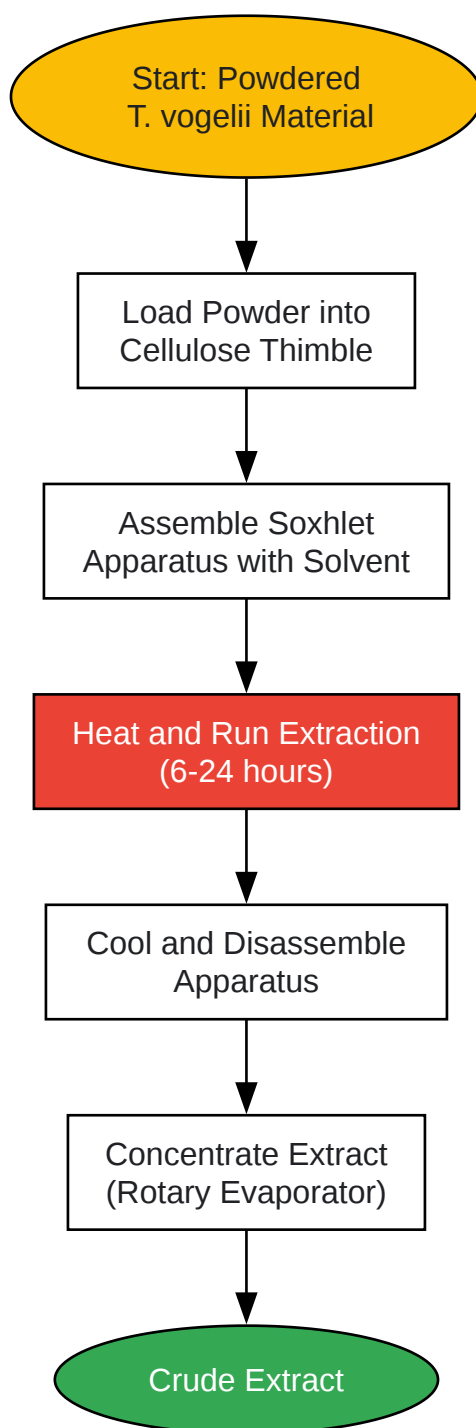 Start: Powdered
T. vogelii Material
Load Powder into
Cellulose Thimble
Assemble Soxhlet
Apparatus with Solvent
Heat and Run Extraction
(6-24 hours)
Cool and Disassemble
Apparatus
Concentrate Extract
(Rotary Evaporator)
Crude Extract